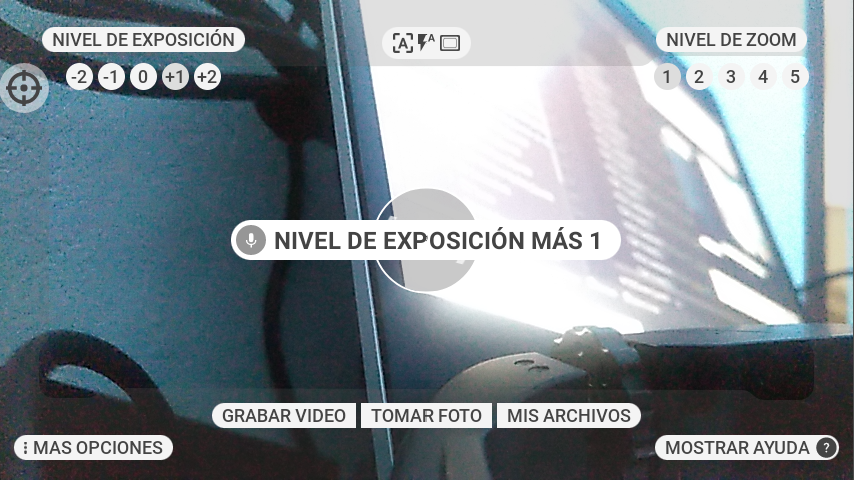 NIVEL DE EXPOSICIÓN
-2 -1 0 +1 +2
A
A
NIVEL DE ZOOM
1 2 3 4 5
NIVEL DE EXPOSICIÓN MÁS 1
GRABAR VIDEO
TOMAR FOTO
MIS ARCHIVOS
MAS OPCIONES
MOSTRAR AYUDA ?